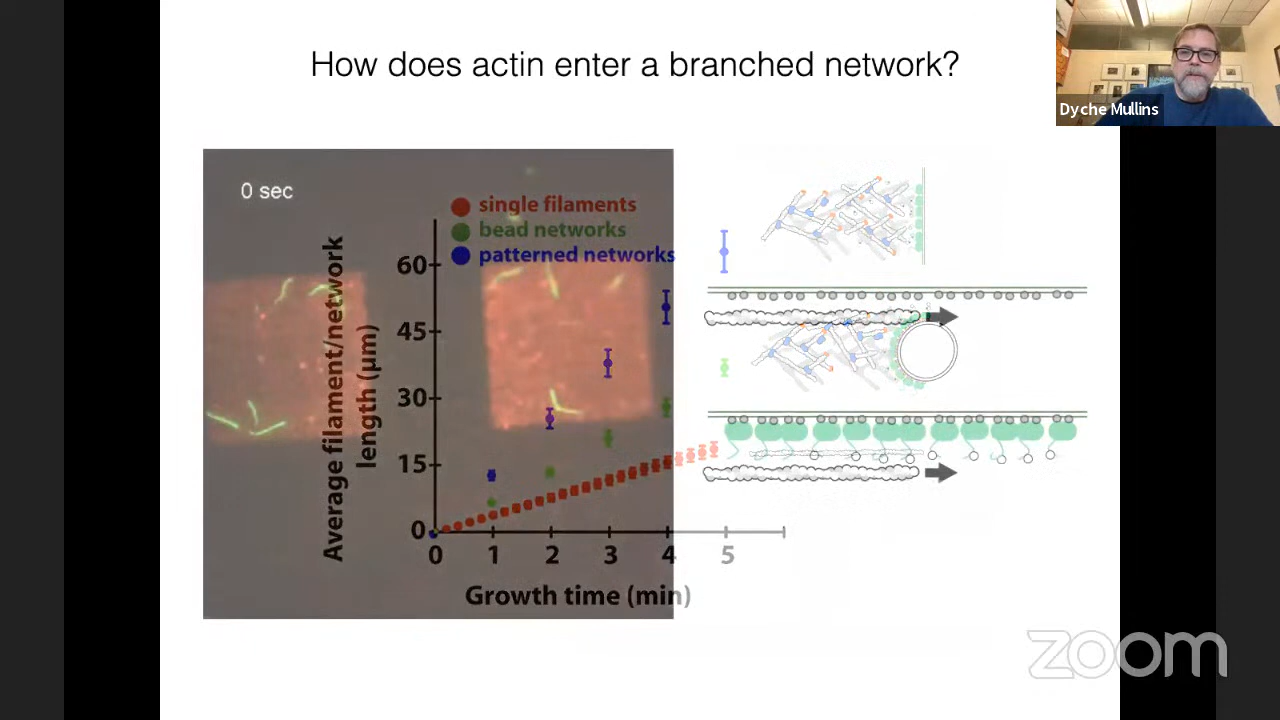 How does actin enter a branched network?
Dyche Mullins
0 sec
single filaments
bead networks
patterned networks
Average filament/network
length (μm)
60
45
30
15
0
0 1 2 3 4 5
Growth time (min)
zoom